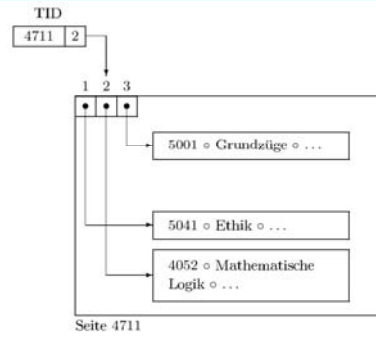 TID
4711 2
1 2 3
5001 ∘ Grundzüge ∘ ...
5041 ∘ Ethik ∘ ...
4052 ∘ Mathematische
Logik ∘ ...
Seite 4711